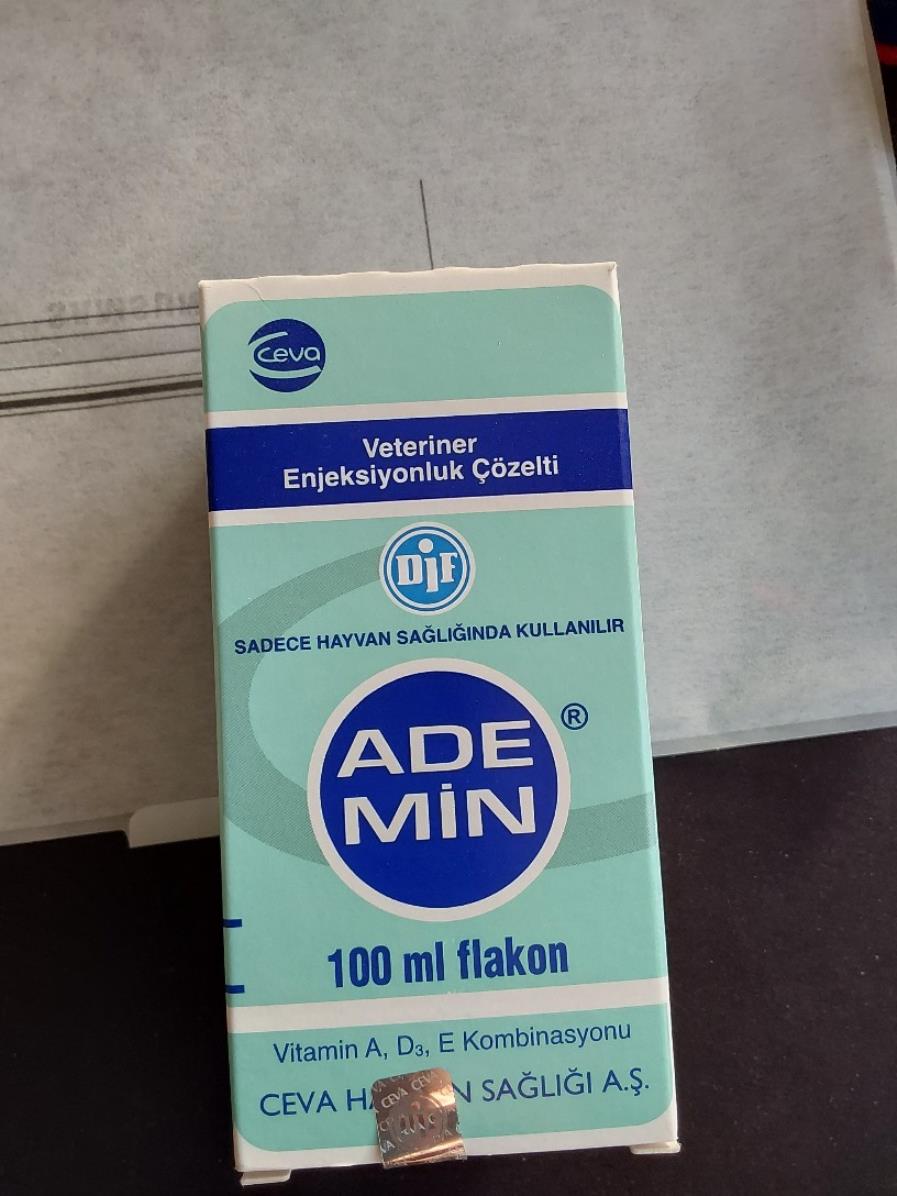 Ceva
Veteriner
Enjeksiyonluk Çözelti
DİF
SADECE HAYVAN SAĞLIĞINDA KULLANILIR
ADE
MİN ®
100 ml flakon
Vitamin A, D₃, E Kombinasyonu
CEVA SAĞLIĞI A.Ş.
CEVA